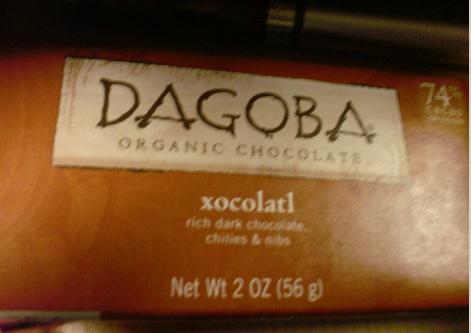 DAGOBA®
ORGANIC CHOCOLATE
74%
xocolatl
rich dark chocolate,
chilies & nibs
Net Wt 2 OZ (56 g)